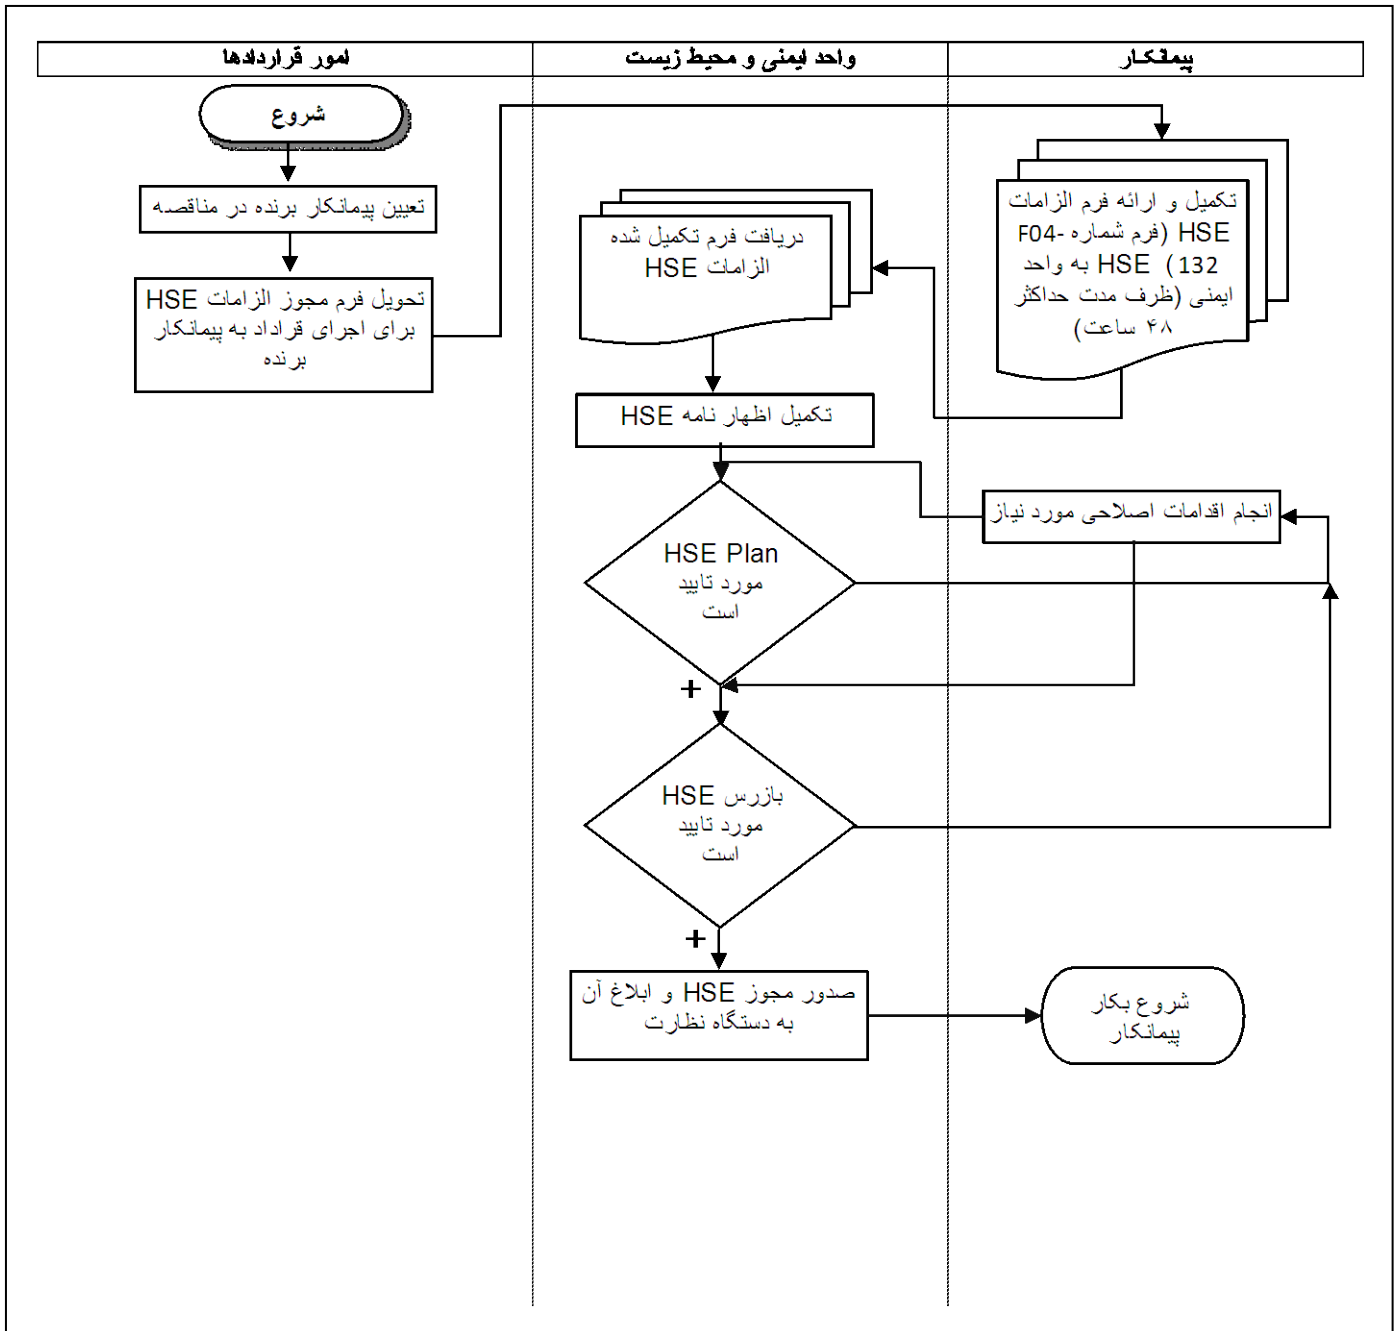 پیمانکار
واحد ایمنی و محیط زیست
امور قراردادها
شروع
تعیین پیمانکار برنده در مناقصه
تحویل فرم مجوز الزامات HSE
برای اجرای قراداد به پیمانکار
برنده
تکمیل و ارائه فرم الزامات
HSE (فرم شماره F04-
132 ) HSE به واحد
ایمنی (ظرف مدت حداکثر
۴۸ ساعت)
دریافت فرم تکمیل شده
الزامات HSE
تکمیل اظهار نامه HSE
HSE Plan
مورد تایید
است
انجام اقدامات اصلاحی مورد نیاز
+
بازرس HSE
مورد تایید
است
+
صدور مجوز HSE و ابلاغ آن
به دستگاه نظارت
شروع بکار
پیمانکار